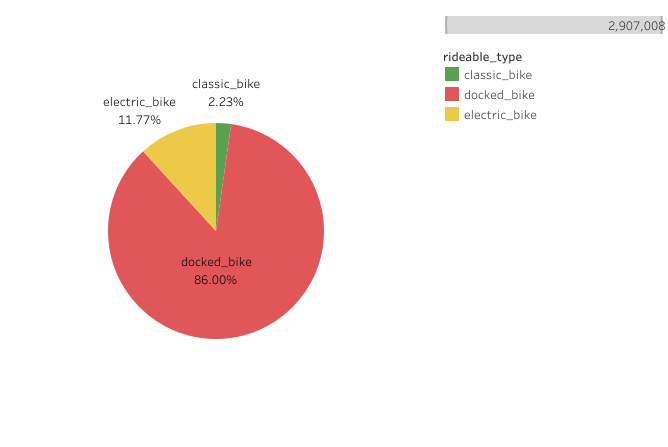 2,907,008
rideable_type
classic_bike
docked_bike
electric_bike
classic_bike
2.23%
electric_bike
11.77%
docked_bike
86.00%